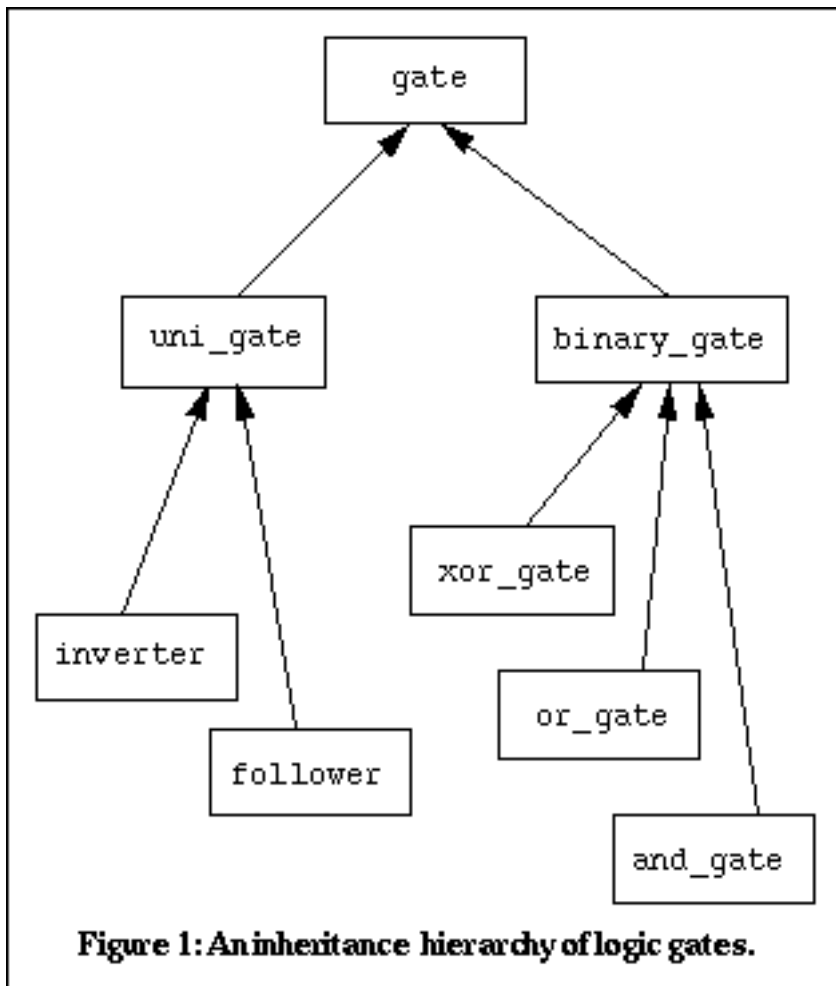 gate
uni_gate
binary_gate
xor_gate
inverter
or_gate
follower
and_gate
Figure 1: An inheritance hierarchy of logic gates.